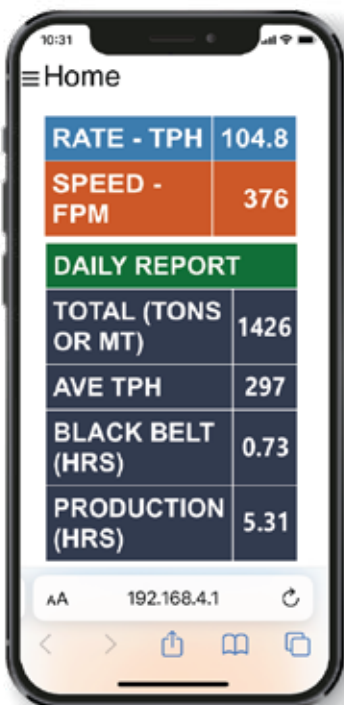 10:31
≡ Home
RATE - TPH 104.8
SPEED -
FPM 376
DAILY REPORT
TOTAL (TONS
OR MT) 1426
AVE TPH 297
BLACK BELT
(HRS) 0.73
PRODUCTION
(HRS) 5.31
AA 192.168.4.1